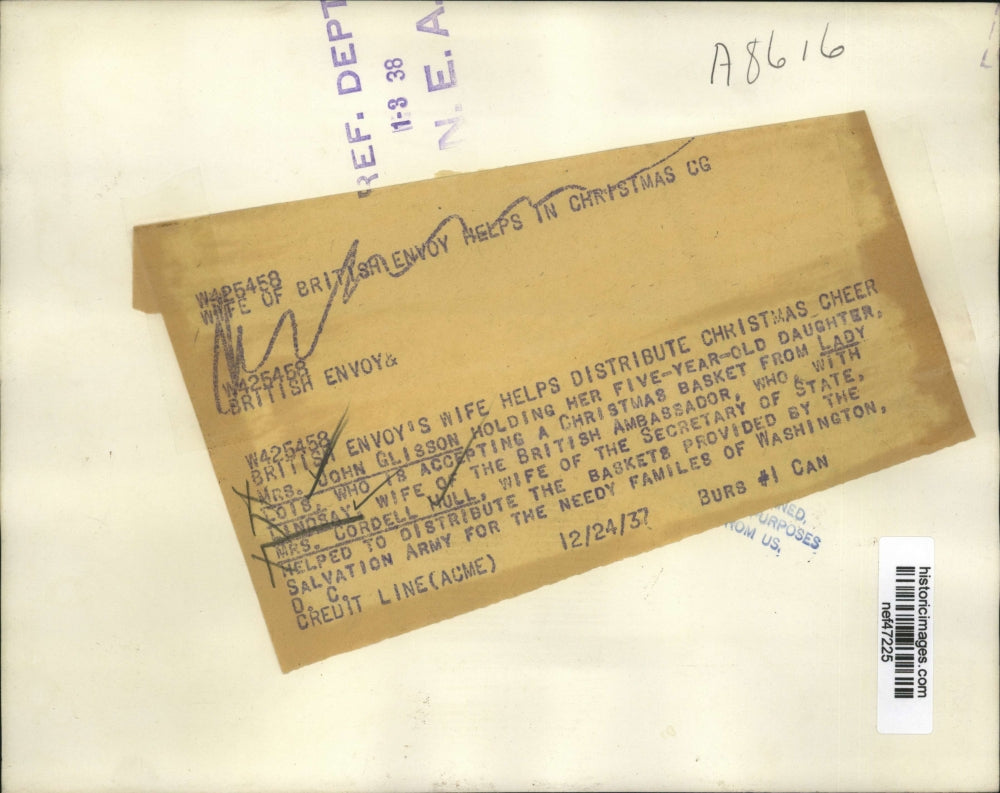 A8616
REF. DEPT
1-3 38
N. E. A.
W425458
WIFE OF BRITISH ENVOY HELPS IN CHRISTMAS CG
W425458
BRITISH ENVOY&
W425458
BRITISH ENVOY'S WIFE HELPS DISTRIBUTE CHRISTMAS CHEER
MRS. JOHN GLISSON HOLDING HER FIVE-YEAR-OLD DAUGHTER,
LOIS, WHO IS ACCEPTING A CHRISTMAS BASKET FROM LADY
LINDSAY, WIFE OF THE BRITISH AMBASSADOR, WHO, WITH
MRS. CORDELL HULL, WIFE OF THE SECRETARY OF STATE,
HELPED TO DISTRIBUTE THE BASKETS PROVIDED BY THE
SALVATION ARMY FOR THE NEEDY FAMILES OF WASHINGTON,
D. C.
CREDIT LINE(ACME) 12/24/37 BURS #1 CAN
US.
historicimages.com
nef47225